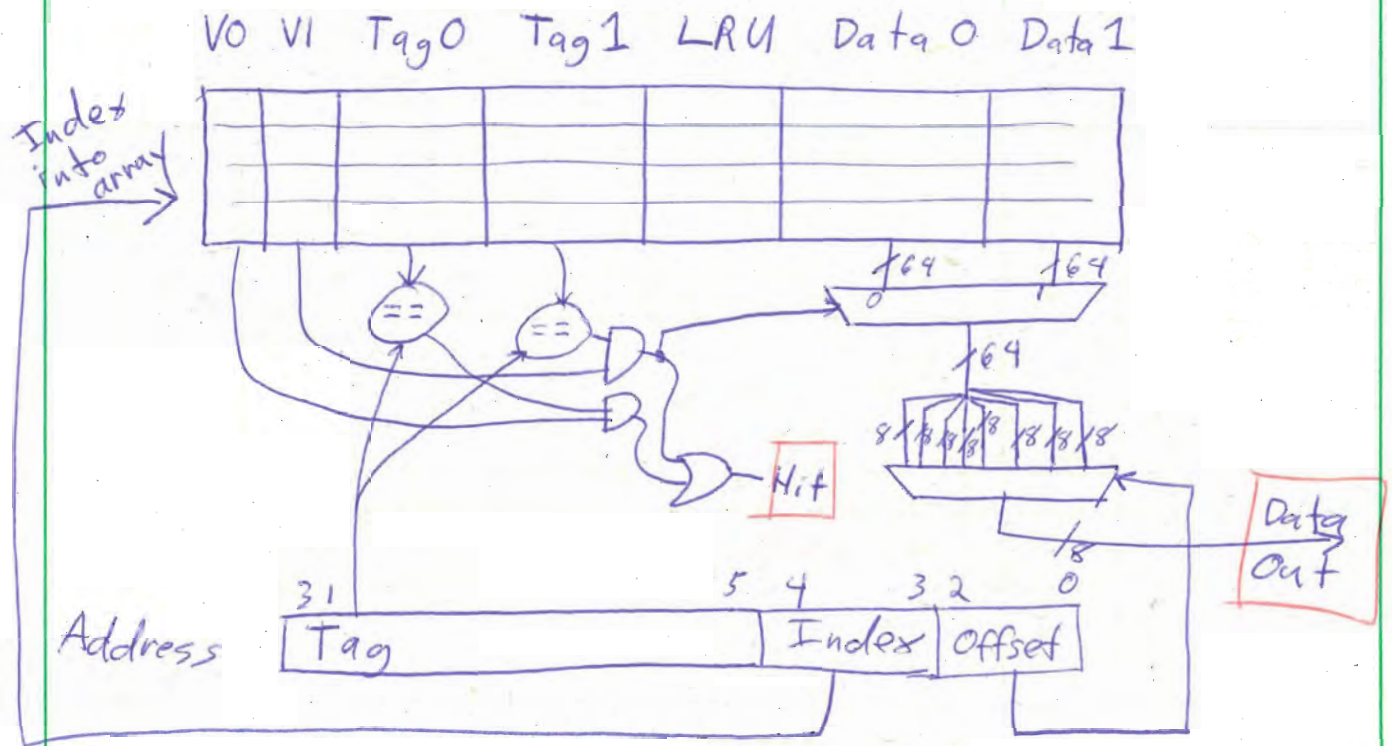 V0 V1 Tag0 Tag1 LRU Data0 Data1
Index
into
array
64 64
0 1
== ==
64
8 8 8 8 8 8 8 8
Hit
Data
Out
8
31 5 4 3 2 0
Address Tag Index Offset